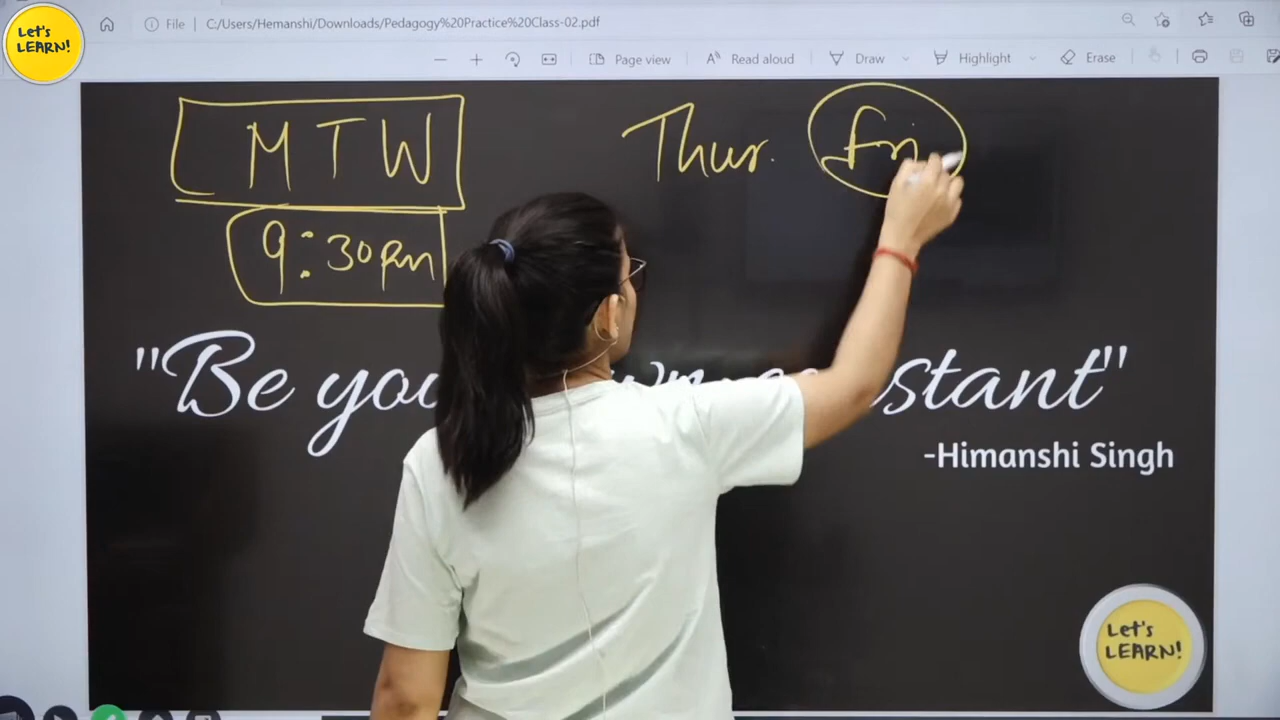 Let's
LEARN!
File
C:/Users/Hemanshi/Downloads/Pedagogy%20Practice%20Class-02.pdf
Page view
Read aloud
Draw
Highlight
Erase
M T W Thur. Fri
9:30pm
"Be you stant"
-Himanshi Singh
Let's
LEARN!